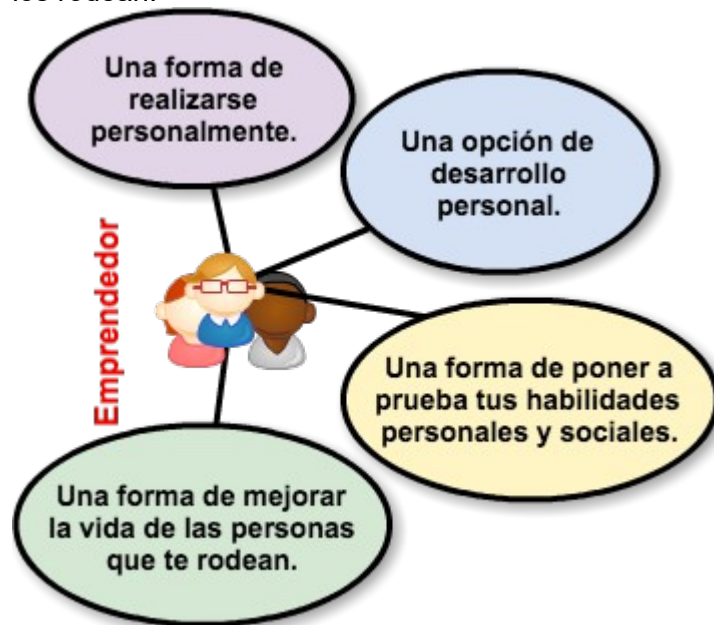 los rodean.
Una forma de
realizarse
personalmente.
Una opción de
desarrollo
personal.
Emprendedor
Una forma de poner a
prueba tus habilidades
personales y sociales.
Una forma de mejorar
la vida de las personas
que te rodean.